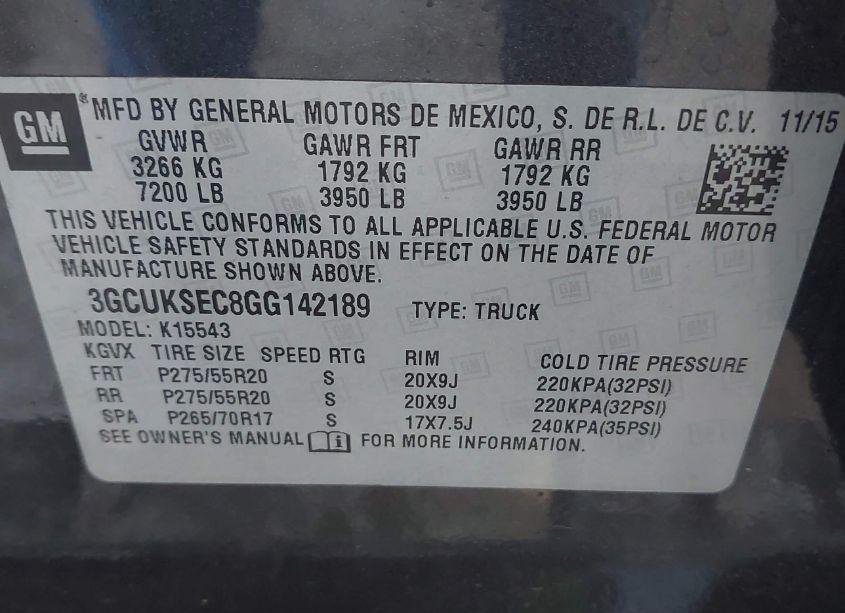 GM ® MFD BY GENERAL MOTORS DE MEXICO, S. DE R.L. DE C.V. 11/15
GVWR GAWR FRT GAWR RR
3266 KG 1792 KG 1792 KG
7200 LB 3950 LB 3950 LB
THIS VEHICLE CONFORMS TO ALL APPLICABLE U.S. FEDERAL MOTOR
VEHICLE SAFETY STANDARDS IN EFFECT ON THE DATE OF
MANUFACTURE SHOWN ABOVE.
3GCUKSEC8GG142189 TYPE: TRUCK
MODEL: K15543
KGVX TIRE SIZE SPEED RTG RIM COLD TIRE PRESSURE
FRT P275/55R20 S 20X9J 220KPA(32PSI)
RR P275/55R20 S 20X9J 220KPA(32PSI)
SPA P265/70R17 S 17X7.5J 240KPA(35PSI)
SEE OWNER'S MANUAL i FOR MORE INFORMATION.